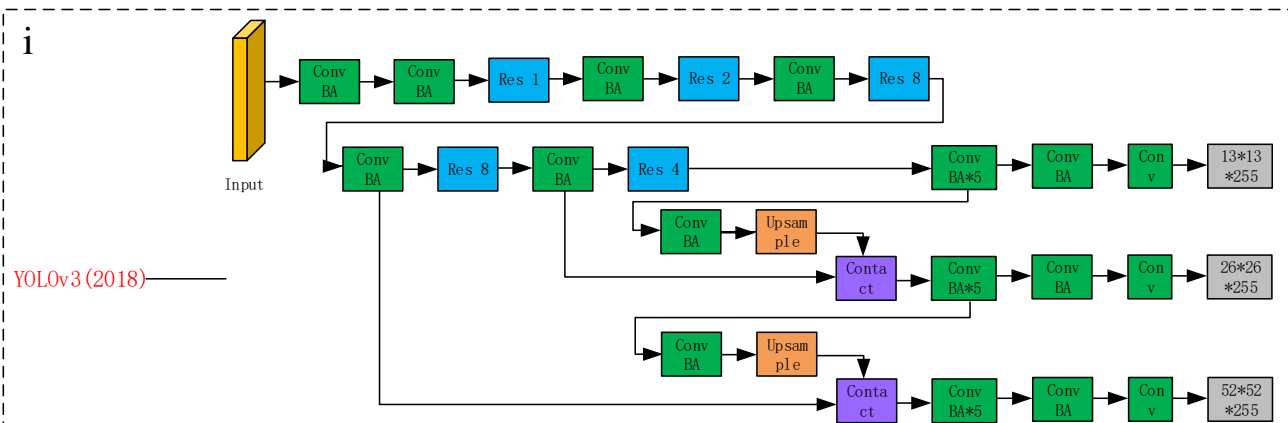 i
Conv
BA
Conv
BA
Res 1
Conv
BA
Res 2
Conv
BA
Res 8
Input
Conv
BA
Res 8
Conv
BA
Res 4
Conv
BA*5
Conv
BA
Con
v
13*13
*255
Conv
BA
Upsam
ple
YOLOv3(2018)
Conta
ct
Conv
BA*5
Conv
BA
Con
v
26*26
*255
Conv
BA
Upsam
ple
Conta
ct
Conv
BA*5
Conv
BA
Con
v
52*52
*255